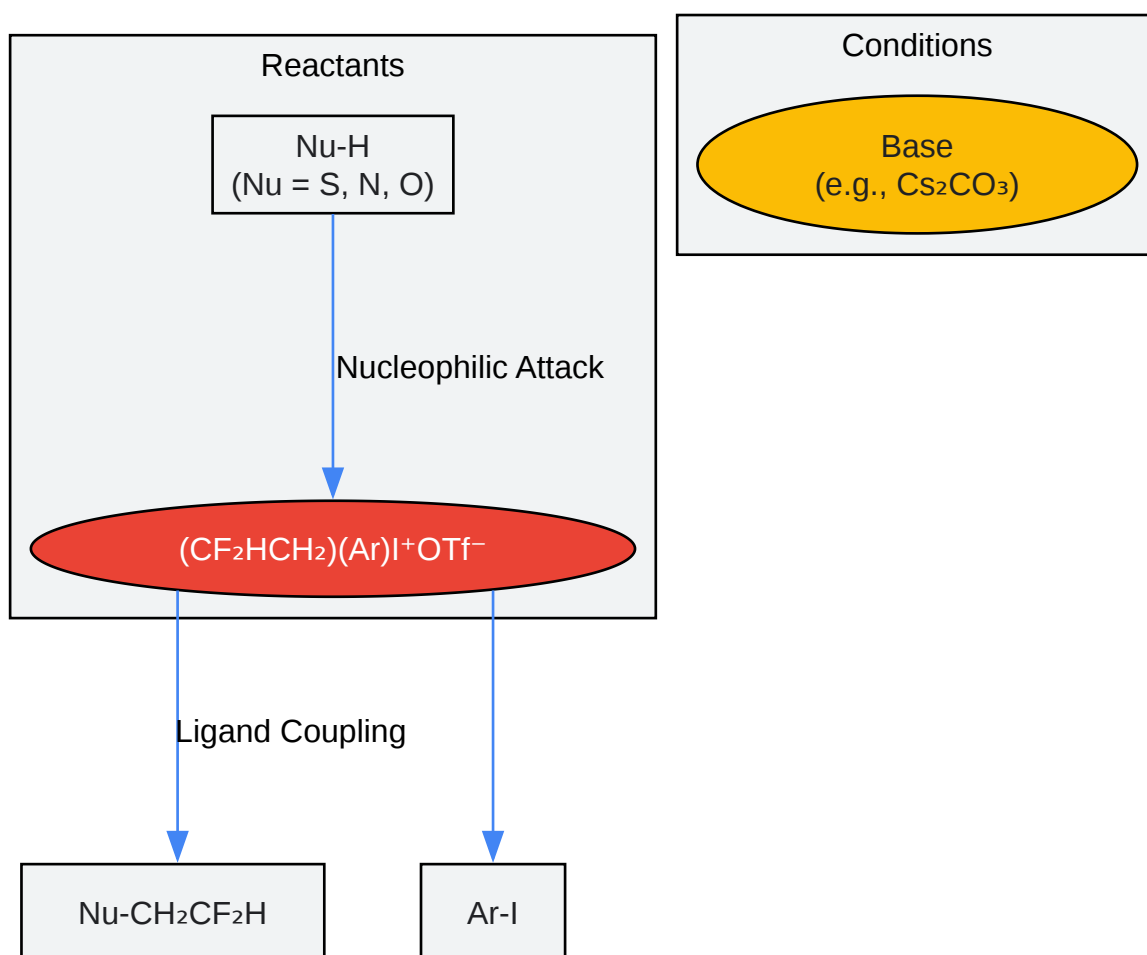 Reactants
Nu-H
(Nu = S, N, O)
Nucleophilic Attack
(CF₂HCH₂)(Ar)I⁺OTf⁻
Ligand Coupling
Nu-CH₂CF₂H
Ar-I
Conditions
Base
(e.g., Cs₂CO₃)